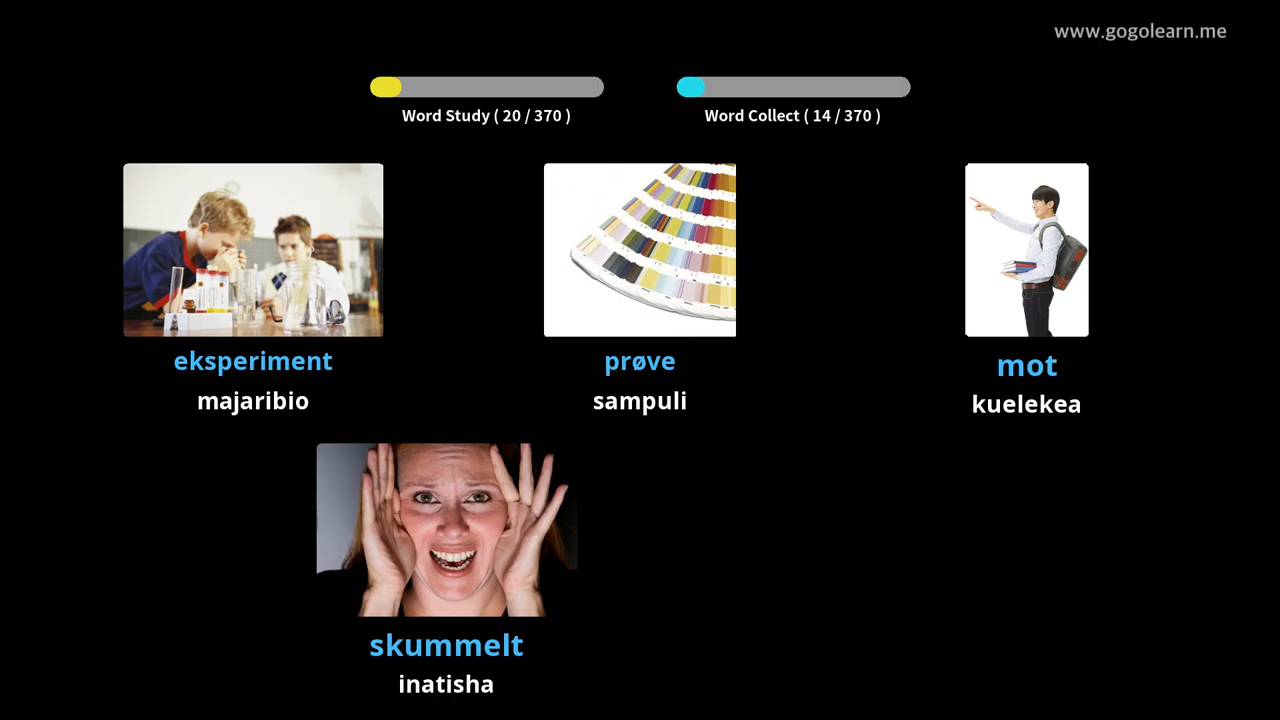 www.gogolearn.me
Word Study ( 20 / 370 )
Word Collect ( 14 / 370 )
eksperiment
majaribio
prøve
sampuli
mot
kuelekea
skummelt
inatisha